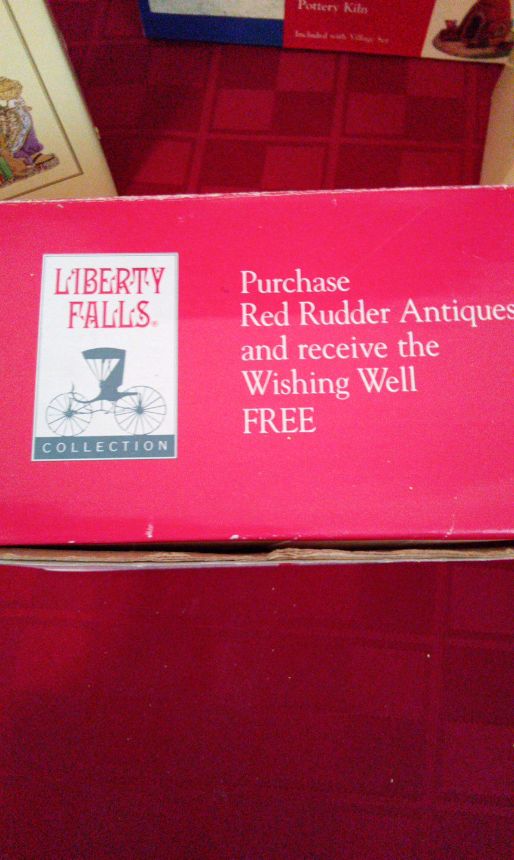 Pottery Kiln
Included with Village Set
LIBERTY
FALLS®
COLLECTION
Purchase
Red Rudder Antiques
and receive the
Wishing Well
FREE